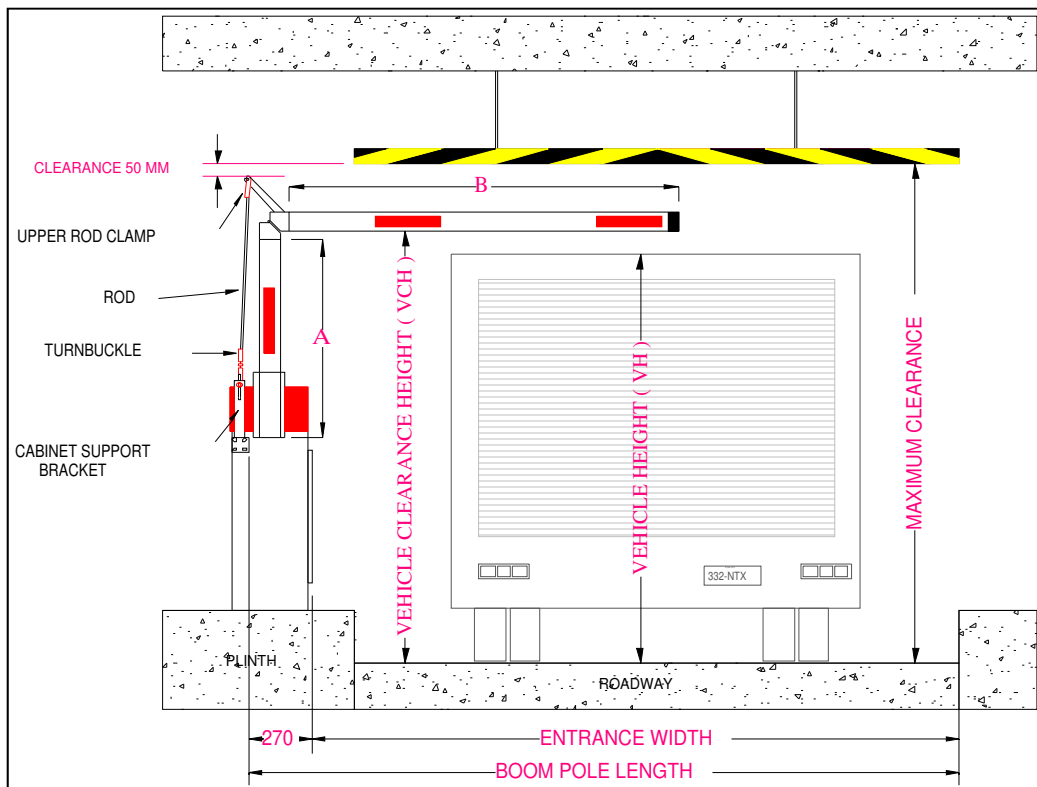 CLEARANCE 50 MM
B
UPPER ROD CLAMP
ROD
A
TURNBUCKLE
CABINET SUPPORT
BRACKET
VEHICLE CLEARANCE HEIGHT ( VCH )
VEHICLE HEIGHT ( VH )
MAXIMUM CLEARANCE
332-NTX
PLINTH
ROADWAY
270
ENTRANCE WIDTH
BOOM POLE LENGTH